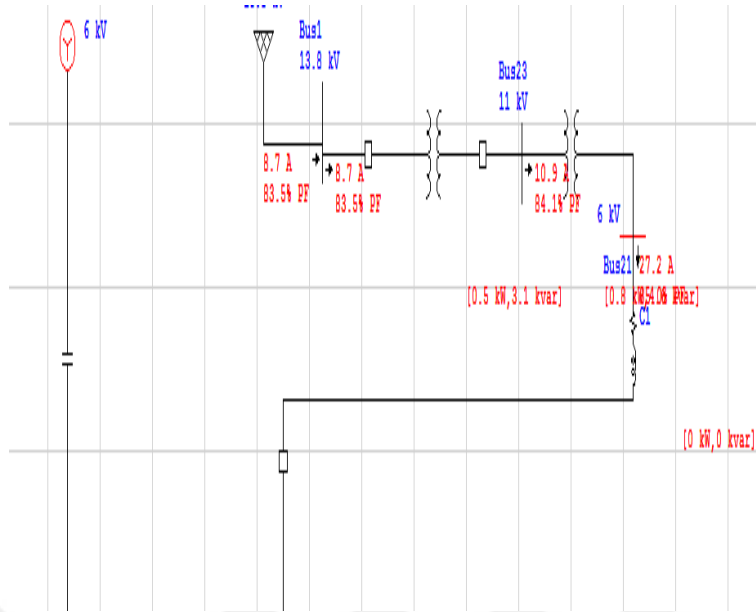 6 kV
Bus1
13.8 kV
Bus23
11 kV
8.7 A
83.5% PF
8.7 A
83.5% PF
10.9 A
84.1% PF
6 kV
Bus21
27.2 A
[0.5 kW,3.1 kvar]
[0.8
C1
[0 kW,0 kvar]